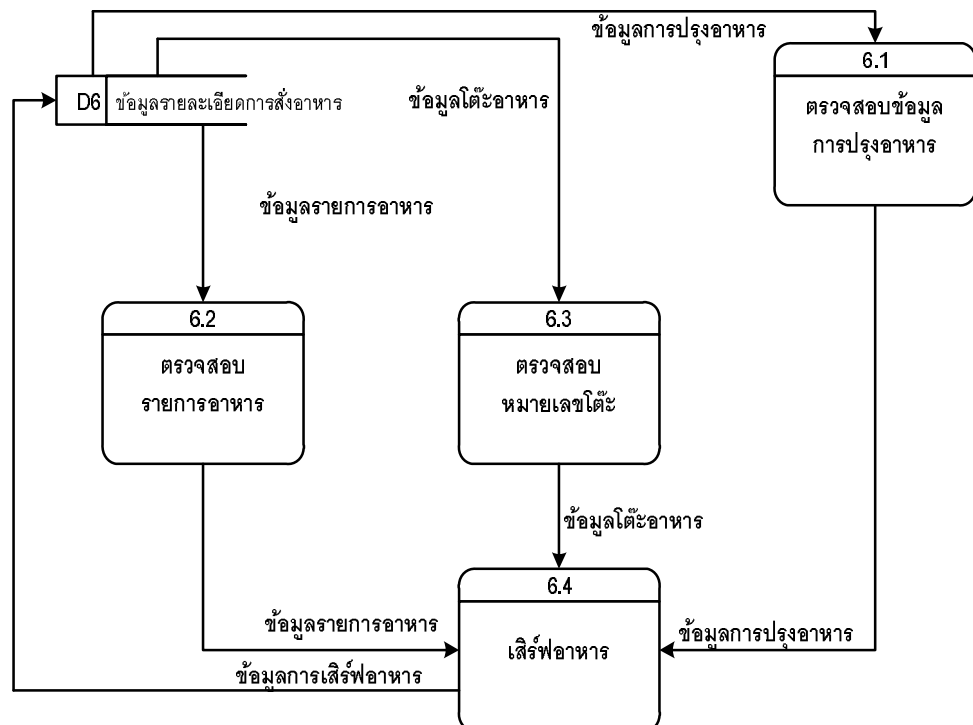 ข้อมูลการปรุงอาหาร
6.1
ตรวจสอบข้อมูล
การปรุงอาหาร
D6 ข้อมูลรายละเอียดการสั่งอาหาร
ข้อมูลโต๊ะอาหาร
ข้อมูลรายการอาหาร
6.2
ตรวจสอบ
รายการอาหาร
6.3
ตรวจสอบ
หมายเลขโต๊ะ
ข้อมูลโต๊ะอาหาร
6.4
เสิร์ฟอาหาร
ข้อมูลรายการอาหาร
ข้อมูลการปรุงอาหาร
ข้อมูลการเสิร์ฟอาหาร